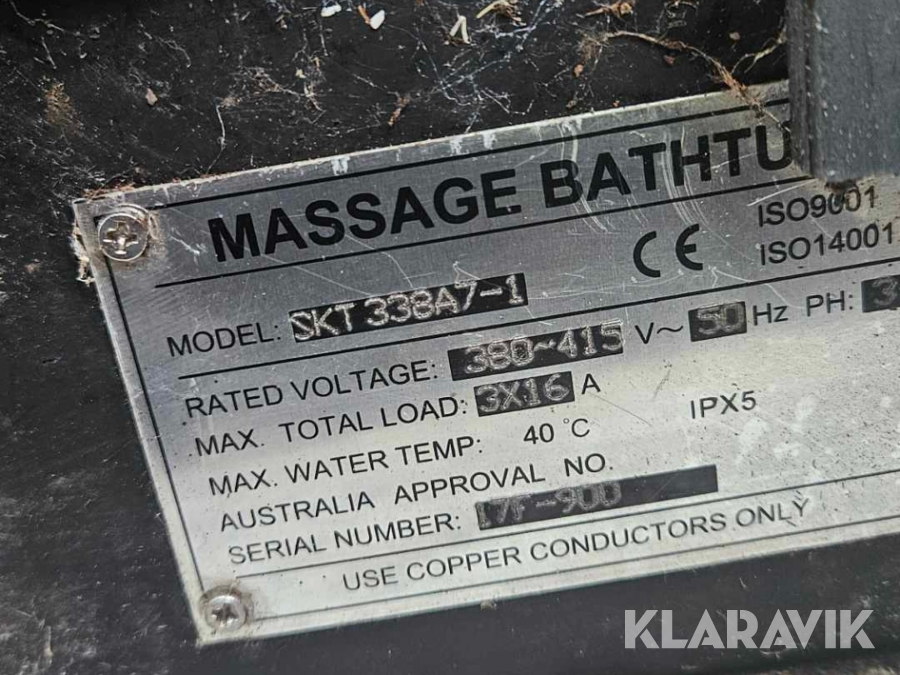 MASSAGE BATHTU
CE
ISO9001
ISO14001
MODEL: SKT338A7-1
RATED VOLTAGE: 380~415 V~ 50 Hz PH: 3
MAX. TOTAL LOAD: 3X16 A
MAX. WATER TEMP: 40 °C IPX5
AUSTRALIA APPROVAL NO.
SERIAL NUMBER: 17F-900
USE COPPER CONDUCTORS ONLY
KLARAVIK